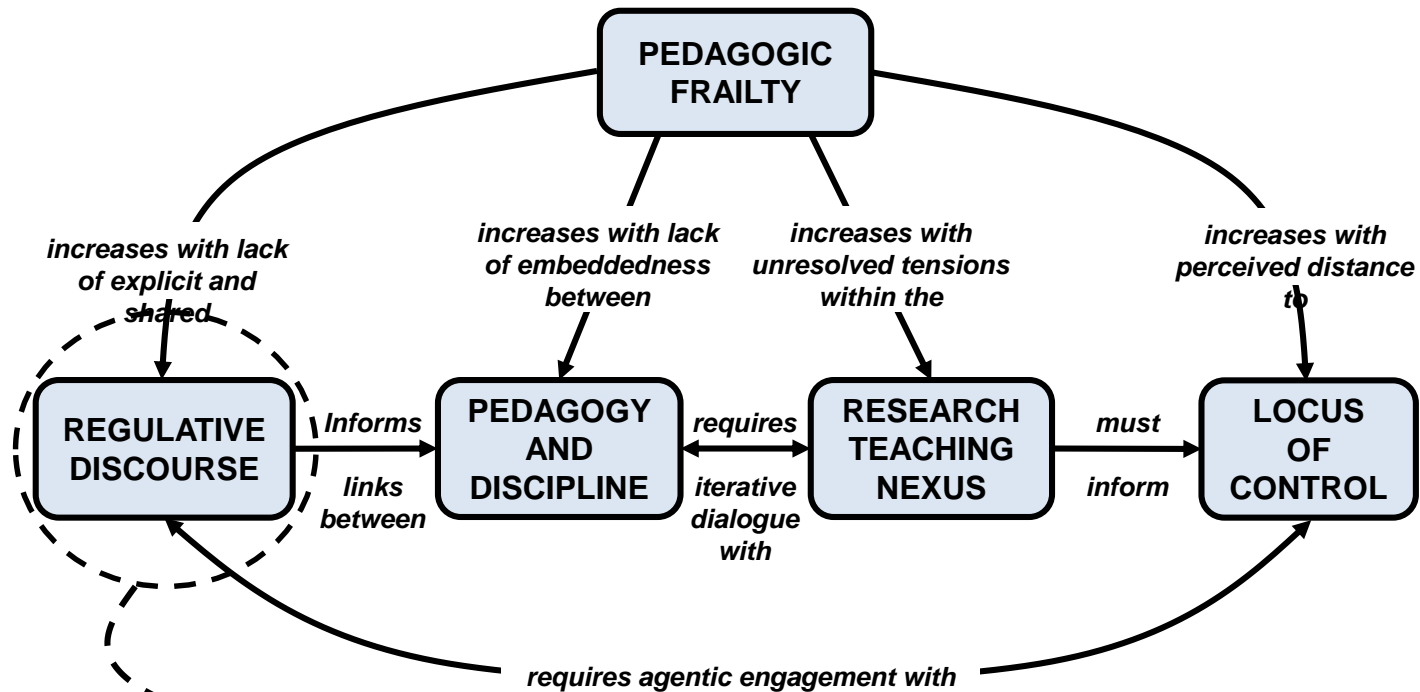 PEDAGOGIC
FRAILTY
increases with lack
of explicit and
shared
increases with lack
of embeddedness
between
increases with
unresolved tensions
within the
increases with
perceived distance
to
REGULATIVE
DISCOURSE
Informs
links
between
PEDAGOGY
AND
DISCIPLINE
requires
iterative
dialogue
with
RESEARCH
TEACHING
NEXUS
must
inform
LOCUS
OF
CONTROL
requires agentic engagement with